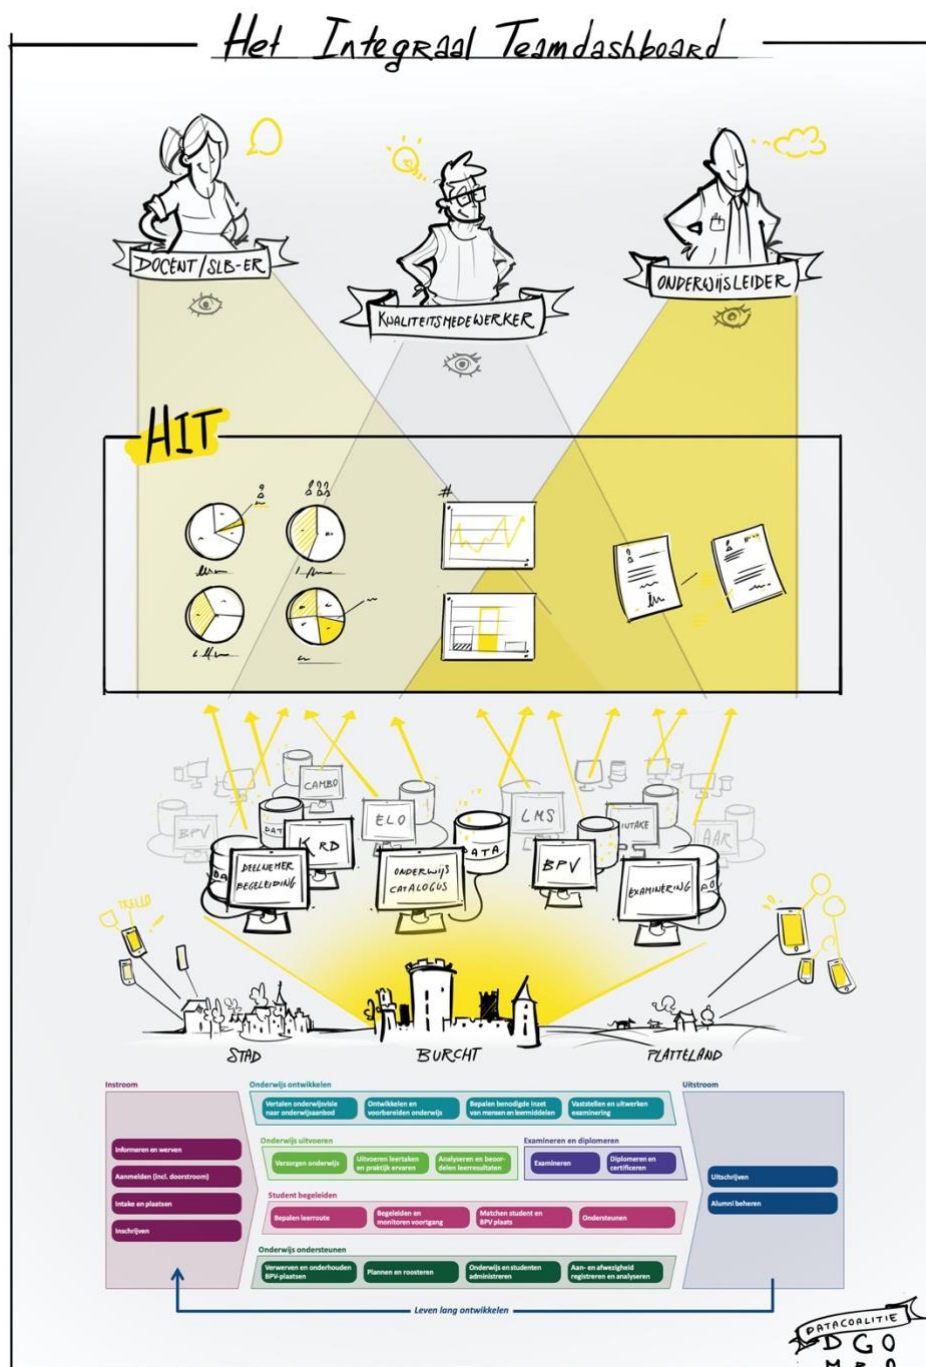 Het Integraal Teamdashboard
DOCENT/SLB-ER
KWALITEITSMEDEWERKER
ONDERWIJSLEIDER
HIT
#
CAMBO
BPV
DAT
KRD
ELO
DATA
LMS
BPV
INTAKE
AAR
DA
DEELNEMER
BEGELEIDING
ONDERWIJS
CATALOGUS
EXAMINERING
TRELLO
STAD
BURCHT
PLATTELAND
Instroom
Informeren en werven
Aanmelden (incl. doorstroom)
Intake en plaatsen
Inschrijven
Onderwijs ontwikkelen
Vertalen onderwijsvisie
naar onderwijsaanbod
Ontwikkelen en
voorbereiden onderwijs
Bepalen benodigde inzet
van mensen en leermiddelen
Vaststellen en uitwerken
examinering
Onderwijs uitvoeren
Verzorgen onderwijs
Uitvoeren leertaken
en praktijk ervaren
Analyseren en beoor-
delen leerresultaten
Examineren en diplomeren
Examineren
Diplomeren en
certificeren
Student begeleiden
Bepalen leerroute
Begeleiden en
monitoren voortgang
Matchen student en
BPV plaats
Ondersteunen
Onderwijs ondersteunen
Verwerven en onderhouden
BPV-plaatsen
Plannen en roosteren
Onderwijs en studenten
administreren
Aan- en afwezigheid
registreren en analyseren
Uitstroom
Uitschrijven
Alumni beheren
Leven lang ontwikkelen
DATACOALITIE
DGO
MBO